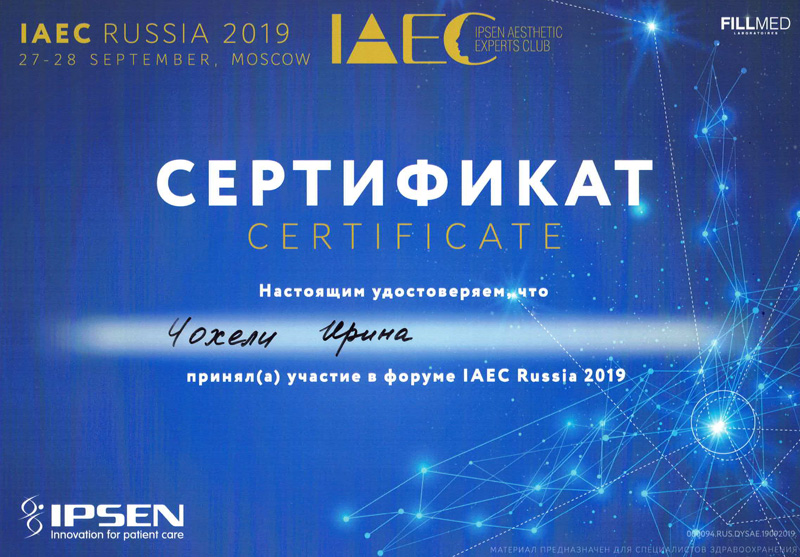 IAEC RUSSIA 2019
27-28 SEPTEMBER, MOSCOW
IAEC
IPSEN AESTHETIC
EXPERTS CLUB
FILLMED
LABORATOIRES
СЕРТИФИКАТ
CERTIFICATE
Настоящим удостоверяем, что
Чохели Ирина
принял(а) участие в форуме IAEC Russia 2019
IPSEN
Innovation for patient care
МАТЕРИАЛ ПРЕДНАЗНАЧЕН ДЛЯ СПЕЦИАЛИСТОВ ЗДРАВООХРАНЕНИЯ